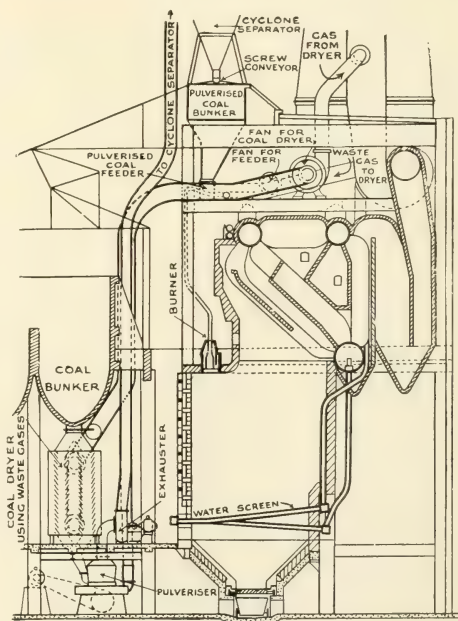 CYCLONE
SEPARATOR
GAS
FROM
DRYER
SCREW
CONVEYOR
PULVERISED
COAL
BUNKER
TO CYCLONE SEPARATOR
FAN FOR
COAL DRYER
PULVERISED
COAL
FEEDER
FAN FOR
FEEDER
WASTE
GAS
TO
DRYER
BURNER
COAL
BUNKER
COAL DRYER
USING WASTE GASES
EXHAUSTER
WATER SCREEN
PULVERISER